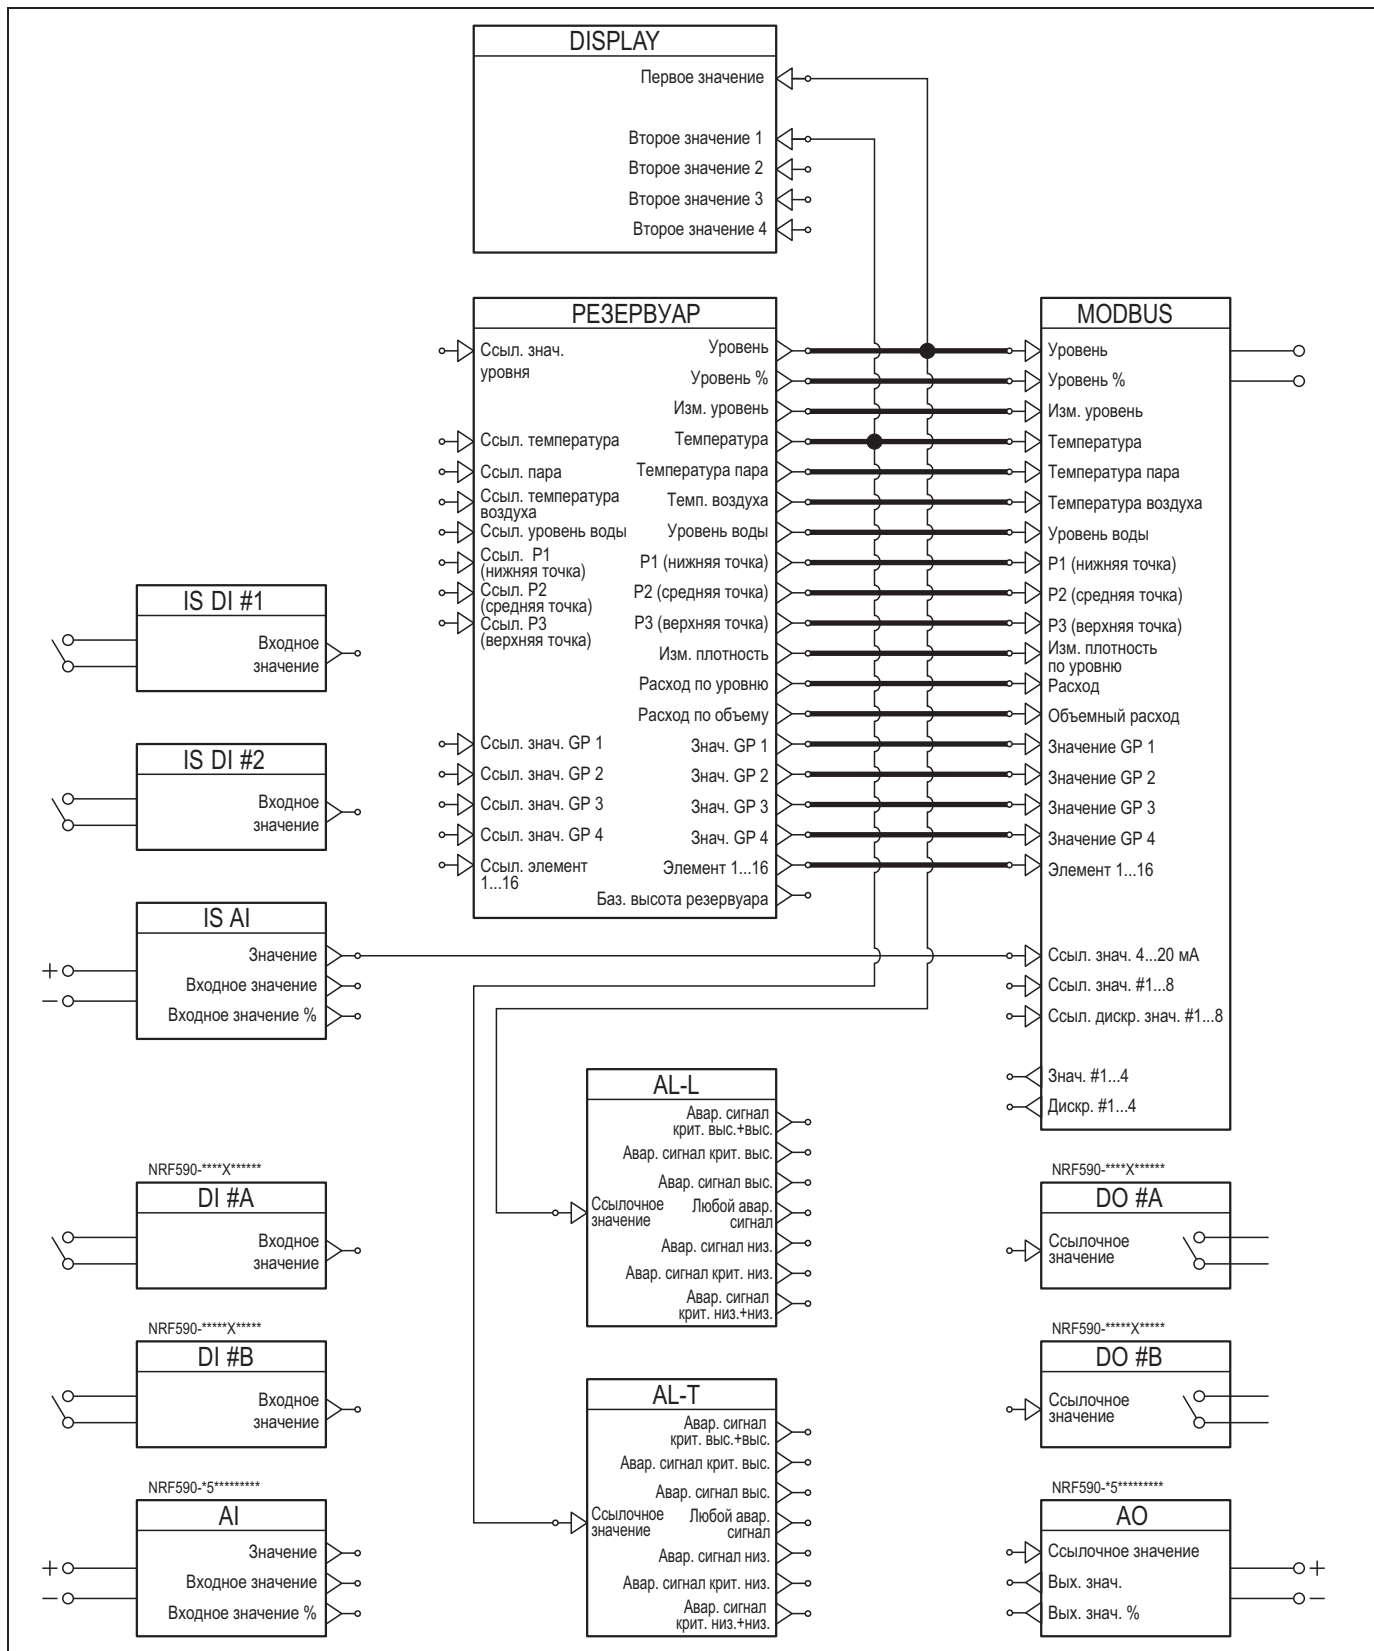 DISPLAY
Первое значение
Второе значение 1
Второе значение 2
Второе значение 3
Второе значение 4
РЕЗЕРВУАР
Ссыл. знач.
уровня
Ссыл. температура
Ссыл. пара
Ссыл. температура
воздуха
Ссыл. уровень воды
Ссыл. P1
(нижняя точка)
Ссыл. P2
(средняя точка)
Ссыл. P3
(верхняя точка)
Ссыл. знач. GP 1
Ссыл. знач. GP 2
Ссыл. знач. GP 3
Ссыл. знач. GP 4
Ссыл. элемент
1...16
Уровень
Уровень %
Изм. уровень
Температура
Температура пара
Темп. воздуха
Уровень воды
P1 (нижняя точка)
P2 (средняя точка)
P3 (верхняя точка)
Изм. плотность
Расход по уровню
Расход по объему
Знач. GP 1
Знач. GP 2
Знач. GP 3
Знач. GP 4
Элемент 1...16
Баз. высота резервуара
MODBUS
Уровень
Уровень %
Изм. уровень
Температура
Температура пара
Температура воздуха
Уровень воды
P1 (нижняя точка)
P2 (средняя точка)
P3 (верхняя точка)
Изм. плотность
по уровню
Расход
Объемный расход
Значение GP 1
Значение GP 2
Значение GP 3
Значение GP 4
Элемент 1...16
Ссыл. знач. 4...20 мА
Ссыл. знач. #1...8
Ссыл. дискр. знач. #1...8
Знач. #1...4
Дискр. #1...4
IS DI #1
Входное
значение
IS DI #2
Входное
значение
IS AI
Значение
Входное значение
Входное значение %
+
–
NRF590-****X******
DI #A
Входное
значение
NRF590-*****X*****
DI #B
Входное
значение
NRF590-*5*********
AI
Значение
Входное значение
Входное значение %
+
–
AL-L
Ссылочное
значение
Авар. сигнал
крит. выс.+выс.
Авар. сигнал крит. выс.
Авар. сигнал выс.
Любой авар.
сигнал
Авар. сигнал низ.
Авар. сигнал крит. низ.
Авар. сигнал
крит. низ.+низ.
AL-T
Ссылочное
значение
Авар. сигнал
крит. выс.+выс.
Авар. сигнал крит. выс.
Авар. сигнал выс.
Любой авар.
сигнал
Авар. сигнал низ.
Авар. сигнал крит. низ.
Авар. сигнал
крит. низ.+низ.
NRF590-****X******
DO #A
Ссылочное
значение
NRF590-*****X*****
DO #B
Ссылочное
значение
NRF590-*5*********
AO
Ссылочное значение
Вых. знач.
Вых. знач. %
+
–